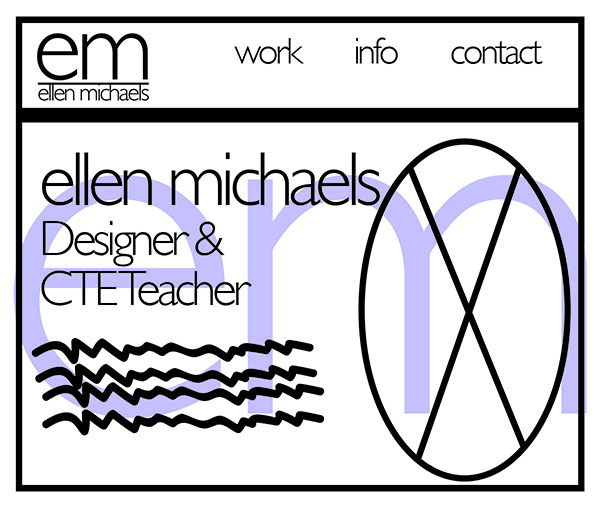 em
ellen michaels
work info contact
em
ellen michaels
Designer &
CTE Teacher